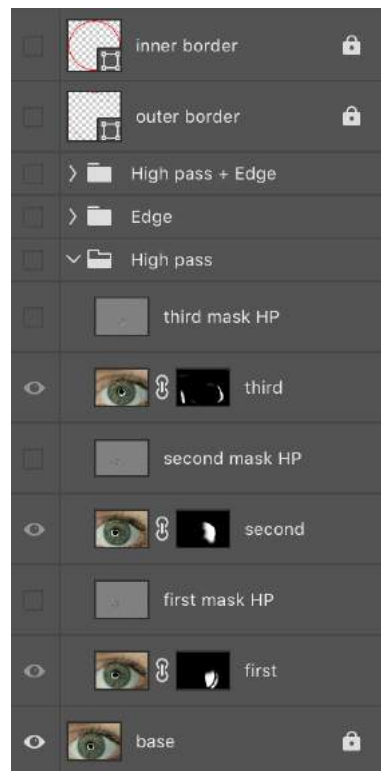 inner border
outer border
High pass + Edge
Edge
High pass
third mask HP
third
second mask HP
second
first mask HP
first
base